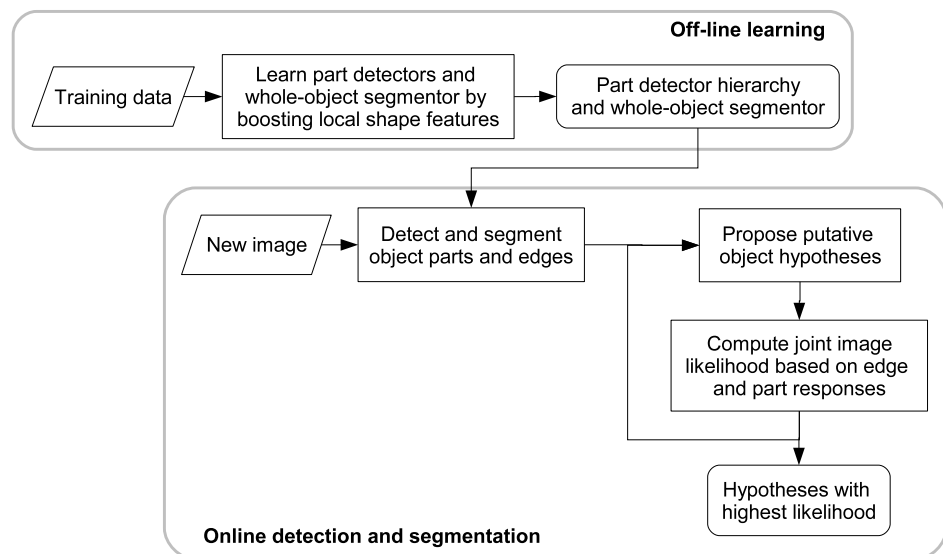 Off-line learning
Training data
Learn part detectors and
whole-object segmentor by
boosting local shape features
Part detector hierarchy
and whole-object segmentor
New image
Detect and segment
object parts and edges
Propose putative
object hypotheses
Compute joint image
likelihood based on edge
and part responses
Hypotheses with
highest likelihood
Online detection and segmentation